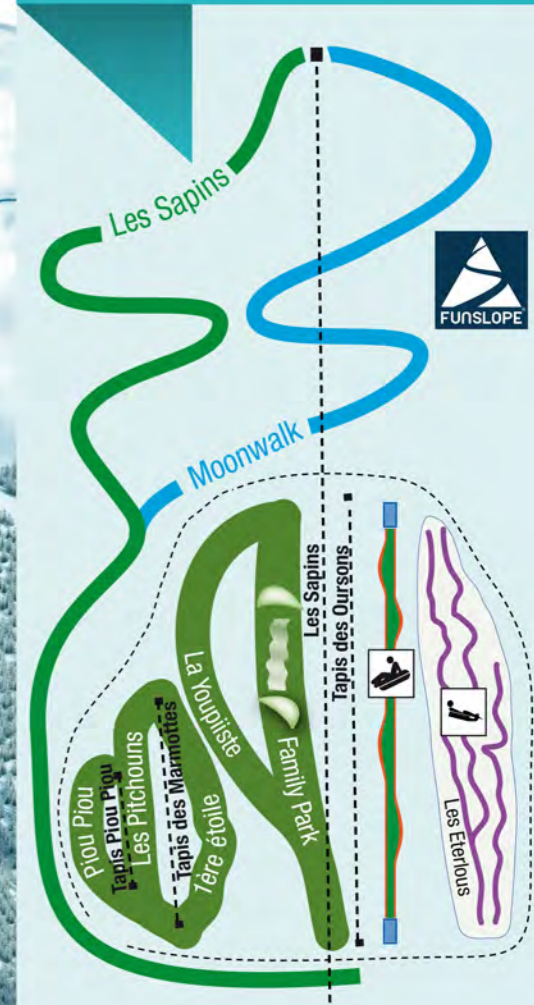 Les Sapins
FUNSLOPE
Moonwalk
Les Sapins
Tapis des Oursons
La Youpiiste
Family Park
Piou Piou
Tapis Piou Piou
Les Pitchouns
Tapis des Marmottes
1ère étoile
Les Eterlous